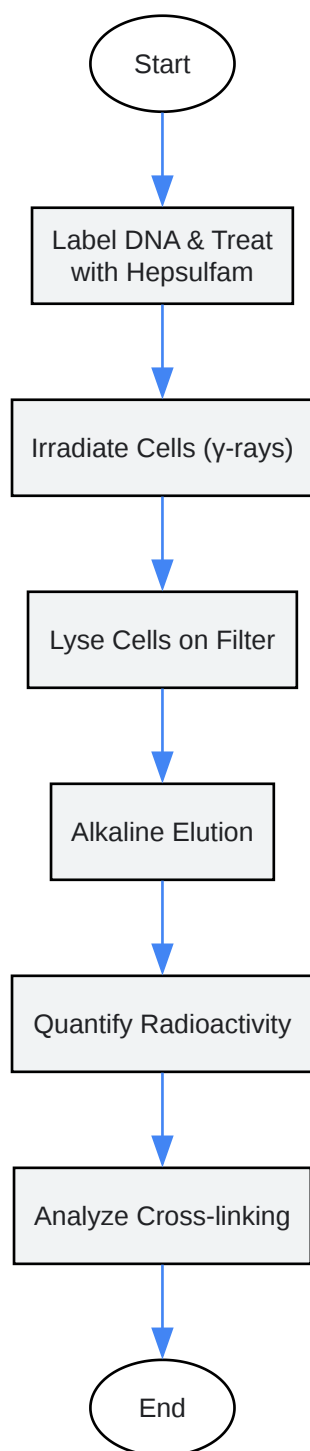 Start
Label DNA & Treat
with Hepsulfam
Irradiate Cells (γ-rays)
Lyse Cells on Filter
Alkaline Elution
Quantify Radioactivity
Analyze Cross-linking
End